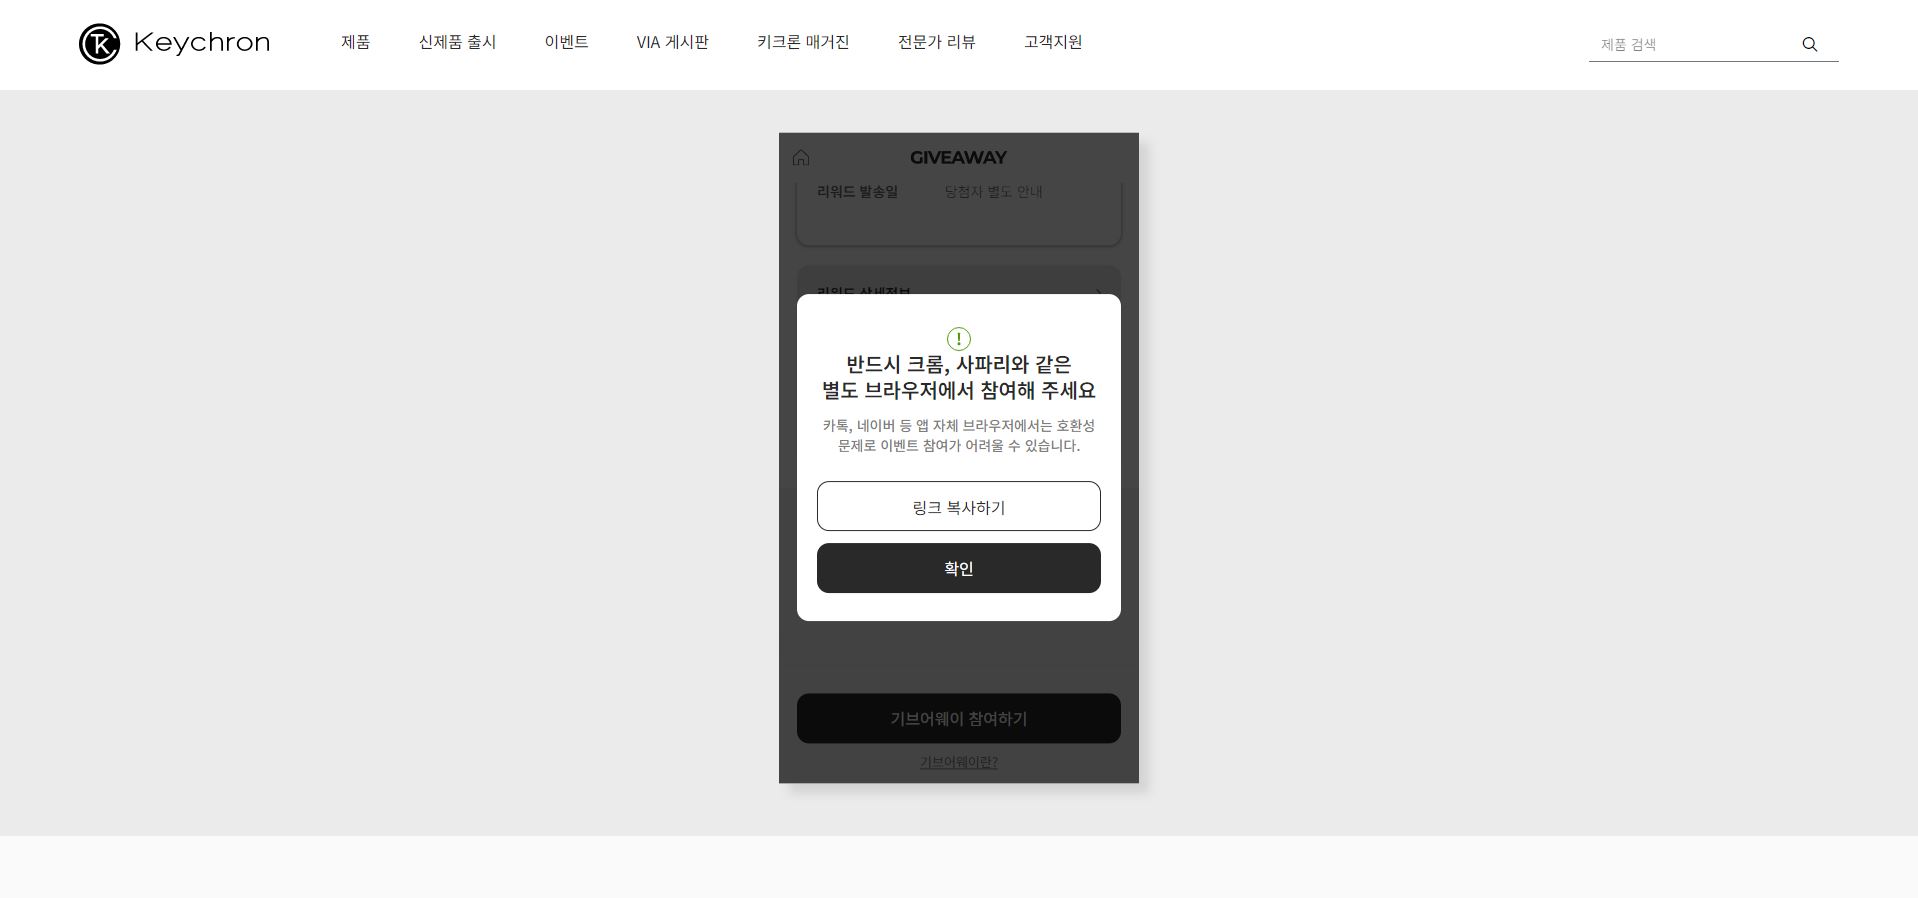 Keychron
제품
신제품 출시
이벤트
VIA 게시판
키크론 매거진
전문가 리뷰
고객지원
제품 검색
GIVEAWAY
리워드 발송일
당첨자 별도 안내
리워드 상세정보
반드시 크롬, 사파리와 같은
별도 브라우저에서 참여해 주세요
카톡, 네이버 등 앱 자체 브라우저에서는 호환성
문제로 이벤트 참여가 어려울 수 있습니다.
링크 복사하기
확인
기브어웨이 참여하기
기브어웨이란?